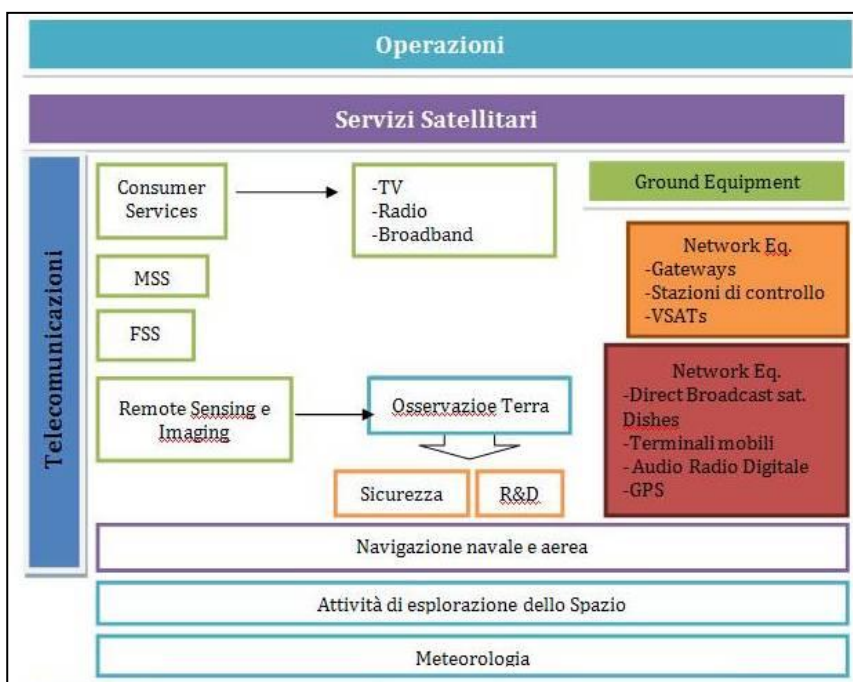 Operazioni
Servizi Satellitari
Telecomunicazioni
Consumer
Services
-TV
-Radio
-Broadband
MSS
FSS
Remote Sensing e
Imaging
Osservazioe Terra
Sicurezza
R&D
Ground Equipment
Network Eq.
-Gateways
-Stazioni di controllo
-VSATs
Network Eq.
-Direct Broadcast sat.
Dishes
-Terminali mobili
- Audio Radio Digitale
-GPS
Navigazione navale e aerea
Attività di esplorazione dello Spazio
Meteorologia